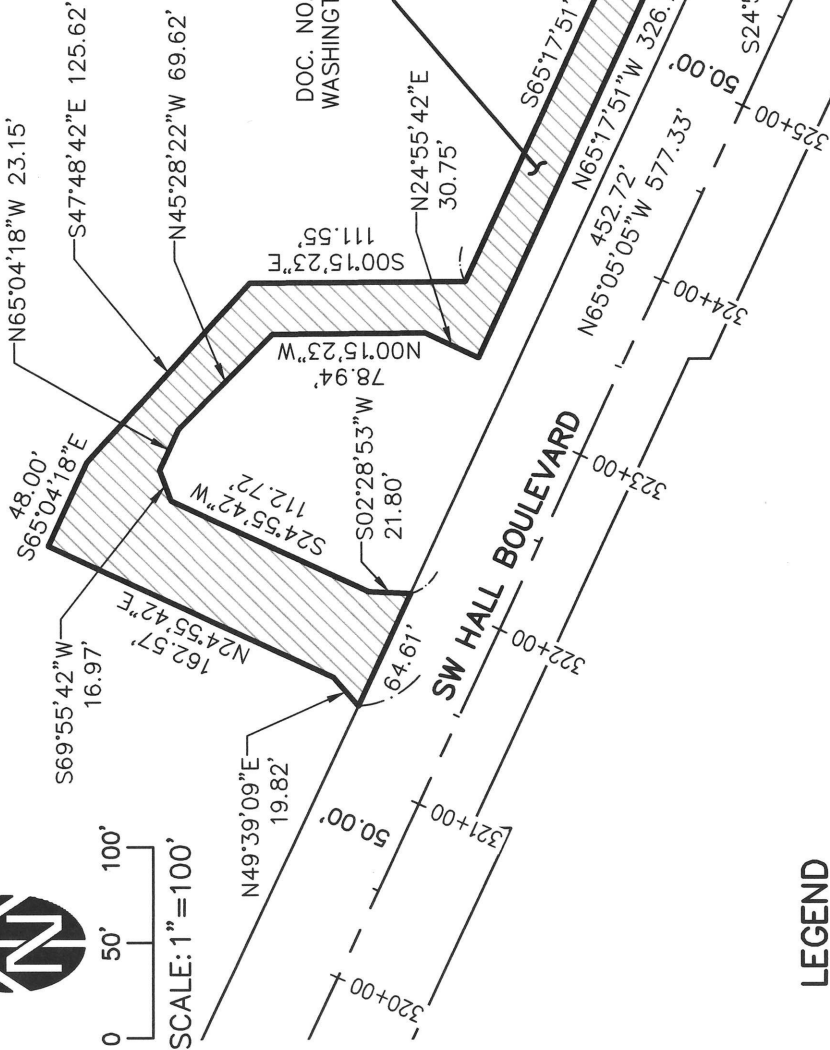 N65°04'18"W 23.15'
S47°48'42"E 125.62'
N45°28'22"W 69.62'
DOC. NO
WASHINGT
48.00'
S65°04'18"E
S69°55'42"W
16.97'
N24°55'42"E
162.57'
S24°55'42"W
112.72'
S00°15'23"E
111.55'
N00°15'23"W
78.94'
S02°28'53"W
21.80'
N24°55'42"E
30.75'
S65°17'51"
N65°17'51"W 326.
S24°
50.00'
452.72'
N65°05'05"W 577.33'
N49°39'09"E
19.82'
64.61'
SW HALL BOULEVARD
50.00'
320+00
321+00
322+00
323+00
324+00
325+00
N
0 50' 100'
SCALE: 1"=100'
LEGEND